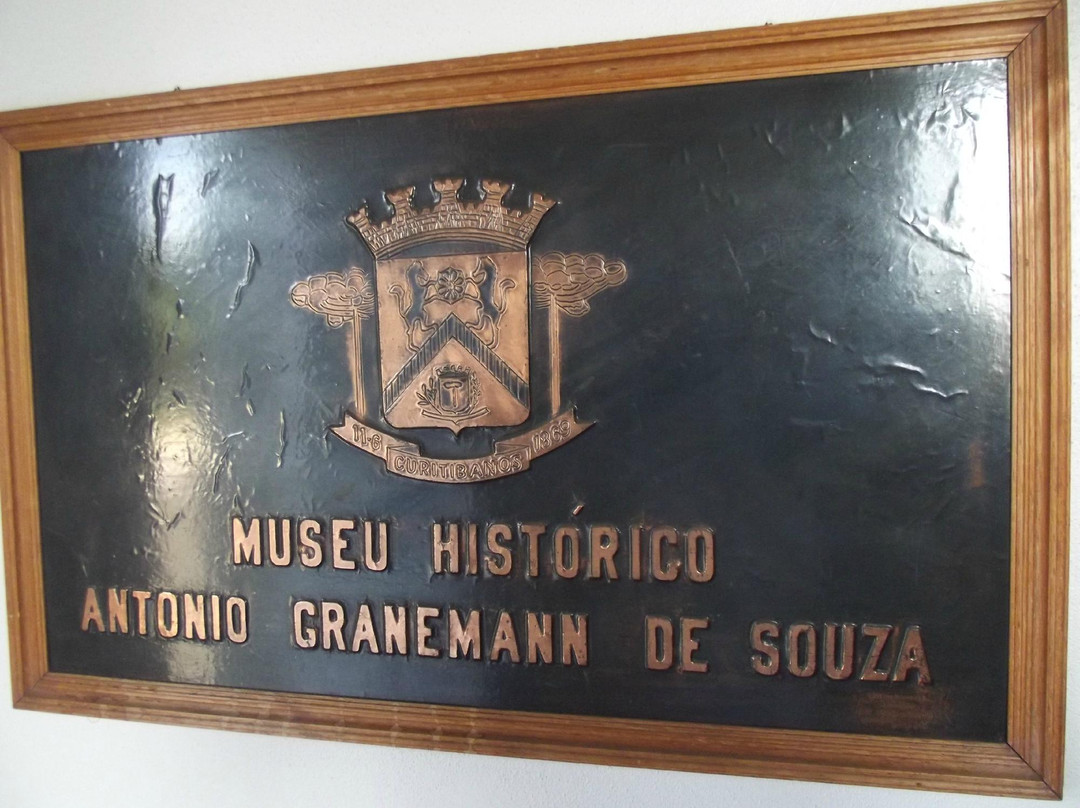 11-6 CURITIBANOS 1869
MUSEU HISTÓRICO
ANTONIO GRANEMANN DE SOUZA